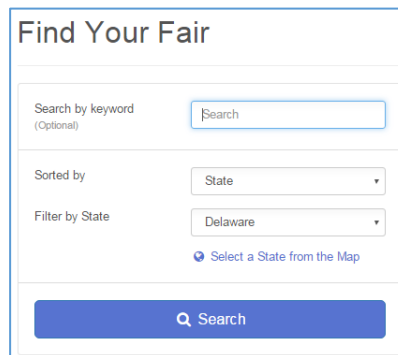 Find Your Fair
Search by keyword
(Optional)
Search
Sorted by
State
Filter by State
Delaware
Select a State from the Map
Search